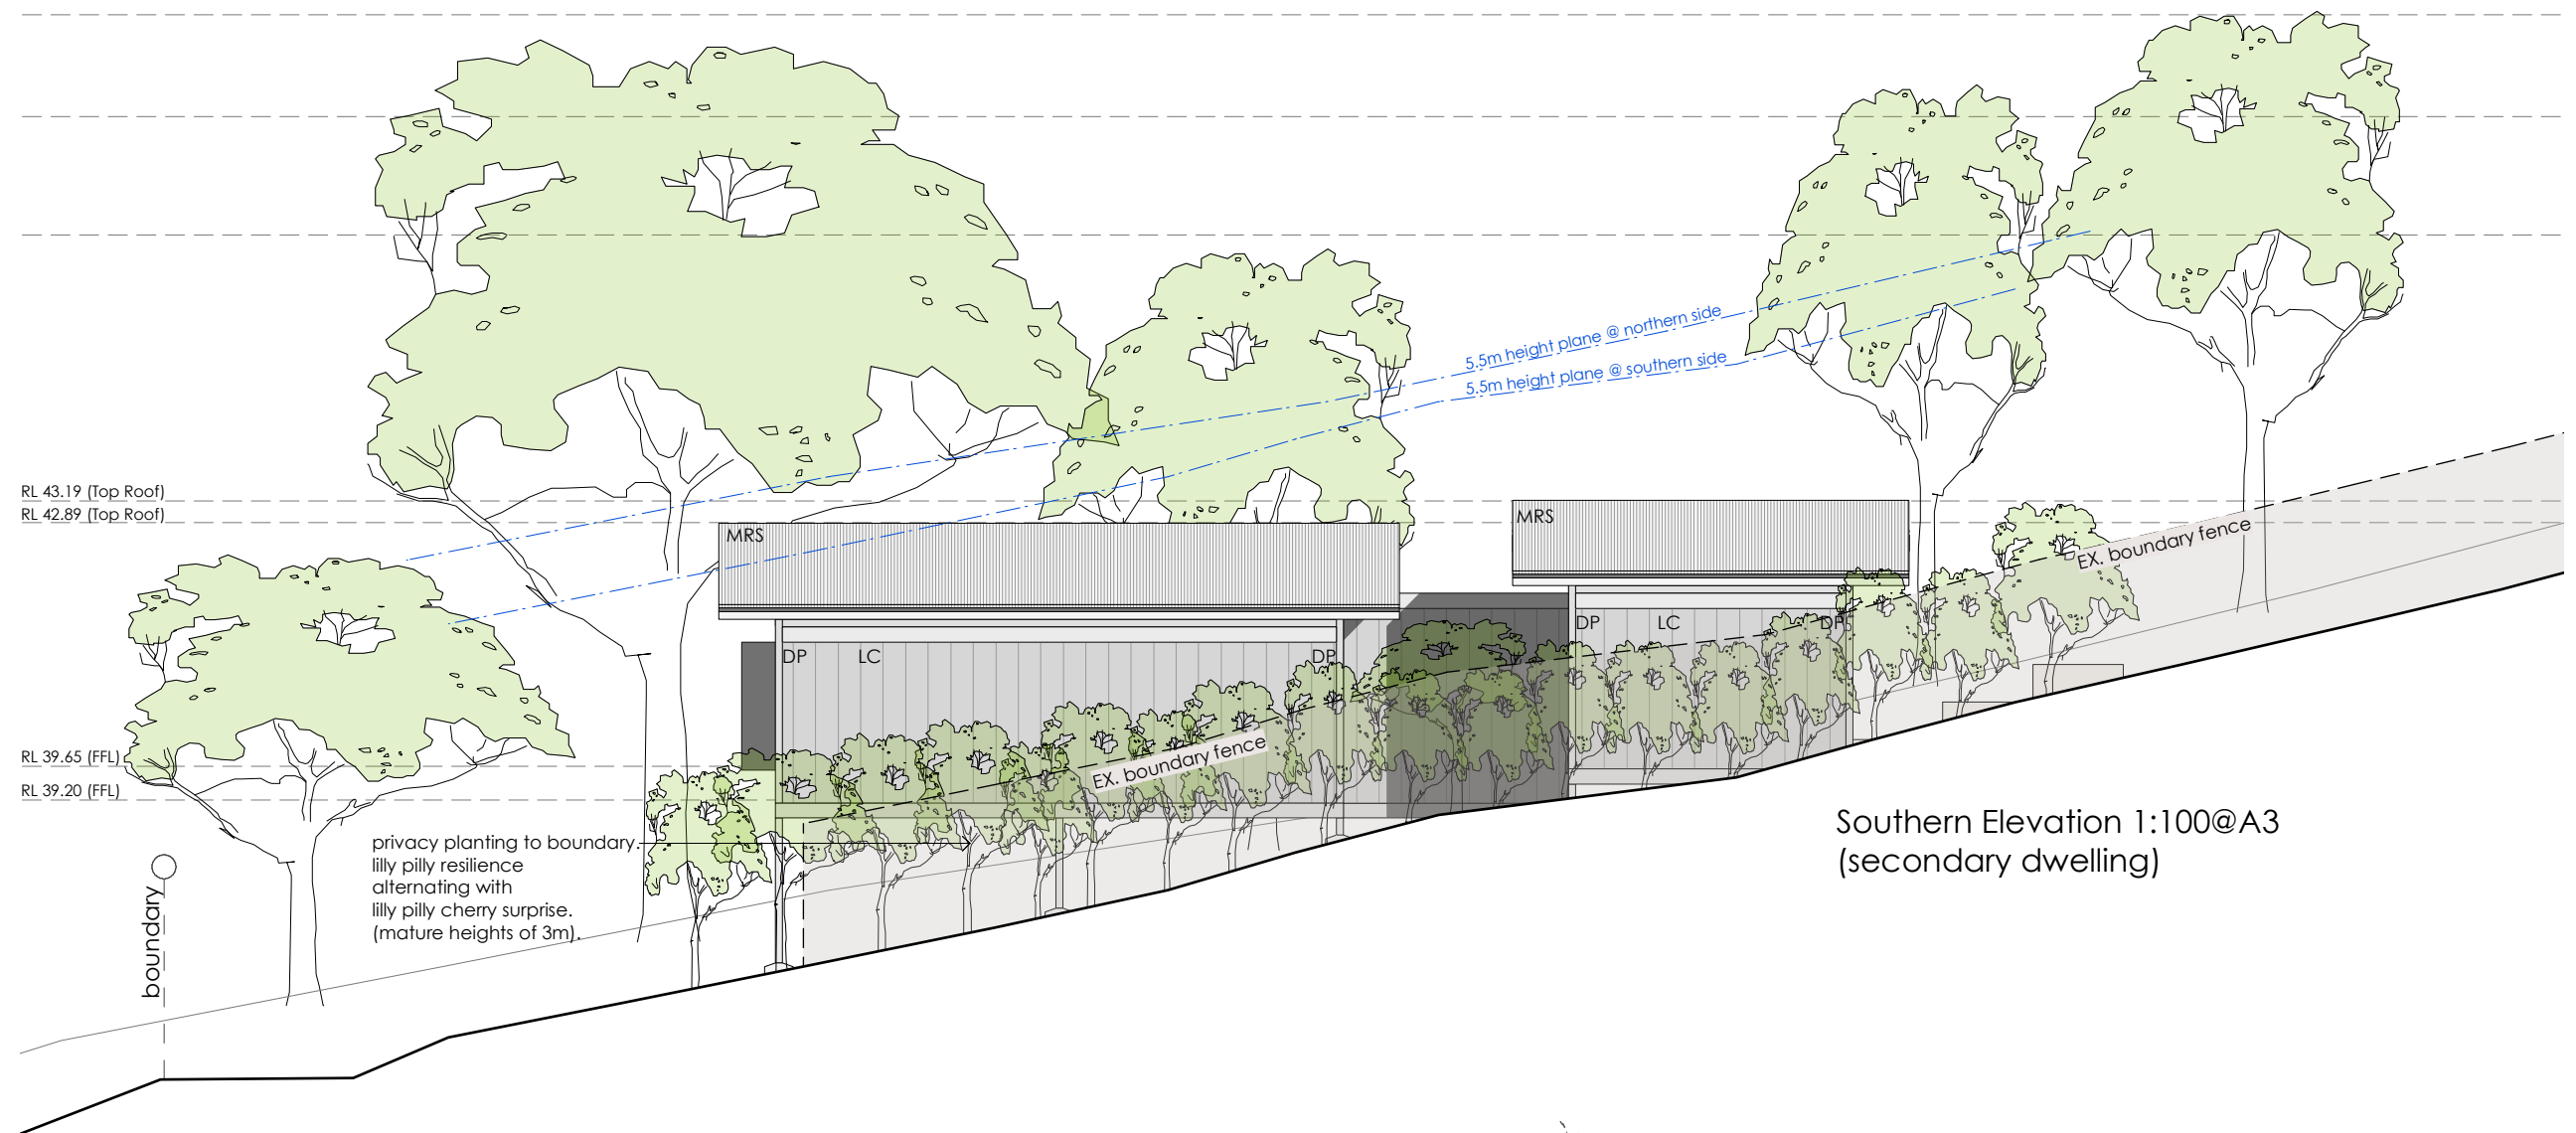 5.5m height plane @ northern side
5.5m height plane @ southern side
RL 43.19 (Top Roof)
RL 42.89 (Top Roof)
MRS
MRS
EX. boundary fence
DP
LC
DP
DP
LC
DP
EX. boundary fence
RL 39.65 (FFL)
RL 39.20 (FFL)
privacy planting to boundary.
lilly pilly resilience
alternating with
lilly pilly cherry surprise.
(mature heights of 3m).
boundary
Southern Elevation 1:100@A3
(secondary dwelling)